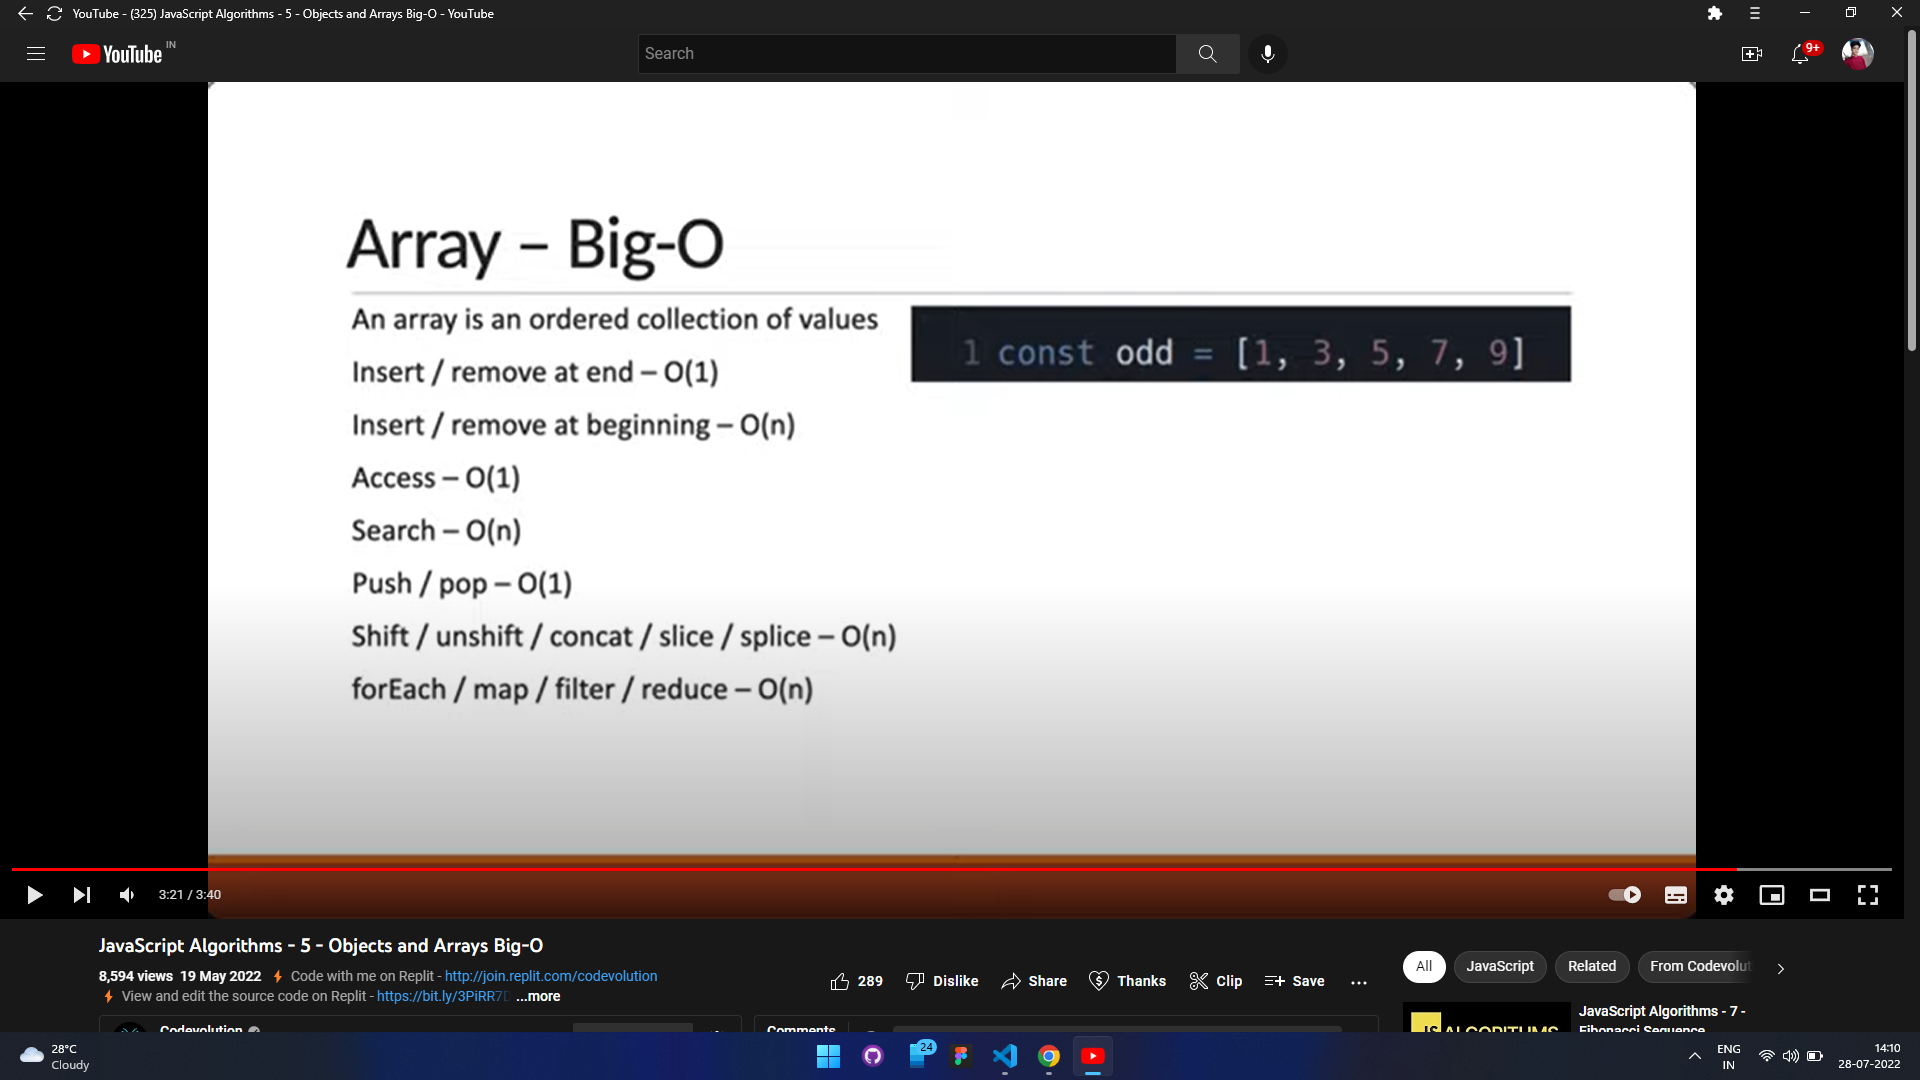 YouTube - (325) JavaScript Algorithms - 5 - Objects and Arrays Big-O - YouTube
YouTube IN
Search
9+
Array – Big-O
An array is an ordered collection of values
1 const odd = [1, 3, 5, 7, 9]
Insert / remove at end – O(1)
Insert / remove at beginning – O(n)
Access – O(1)
Search – O(n)
Push / pop – O(1)
Shift / unshift / concat / slice / splice – O(n)
forEach / map / filter / reduce – O(n)
3:21 / 3:40
JavaScript Algorithms - 5 - Objects and Arrays Big-O
8,594 views 19 May 2022 Code with me on Replit - http://join.replit.com/codevolution
View and edit the source code on Replit - https://bit.ly/3PiRR7 ...more
289 Dislike Share Thanks Clip Save
All JavaScript Related From Codevolut
JavaScript Algorithms - 7 -
Fibonacci Sequence
JS ALGORITHMS
Codevolution
Comments
28°C
Cloudy
24
ENG
IN
14:10
28-07-2022